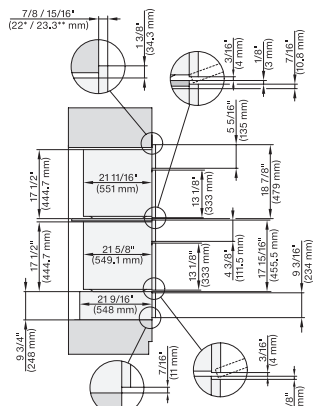 7/8 / 15/16"
(22* / 23.3** mm)
1 3/8"
(34.3 mm)
3/16"
(4 mm)
1/8"
(3 mm)
7/16"
(10.8 mm)
5 5/16"
(135 mm)
17 1/2"
(444.7 mm)
21 11/16"
(551 mm)
13 1/8"
(333 mm)
18 7/8"
(479 mm)
17 1/2"
(444.7 mm)
21 5/8"
(549.1 mm)
13 1/8"
(333 mm)
4 3/8"
(111.5 mm)
17 15/16"
(455.5 mm)
9 3/16"
(234 mm)
21 9/16"
(548 mm)
9 3/4"
(248 mm)
7/16"
(11 mm)
3/16"
(4 mm)
8"
mm)